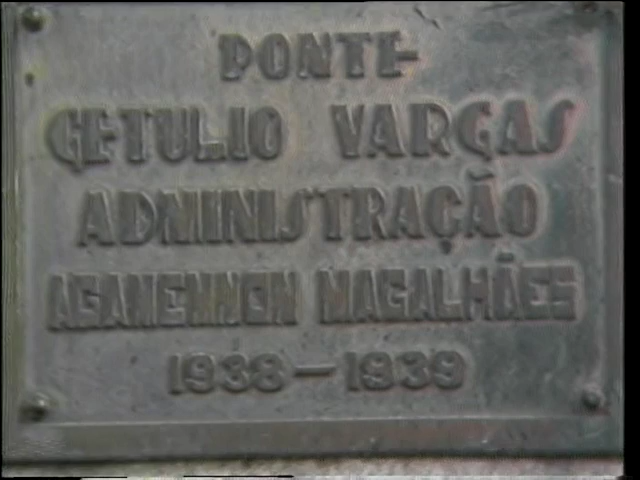 PONTE
GETULIO VARGAS
ADMINISTRAÇÃO
AGAMENNON MAGALHÃES
1938-1939